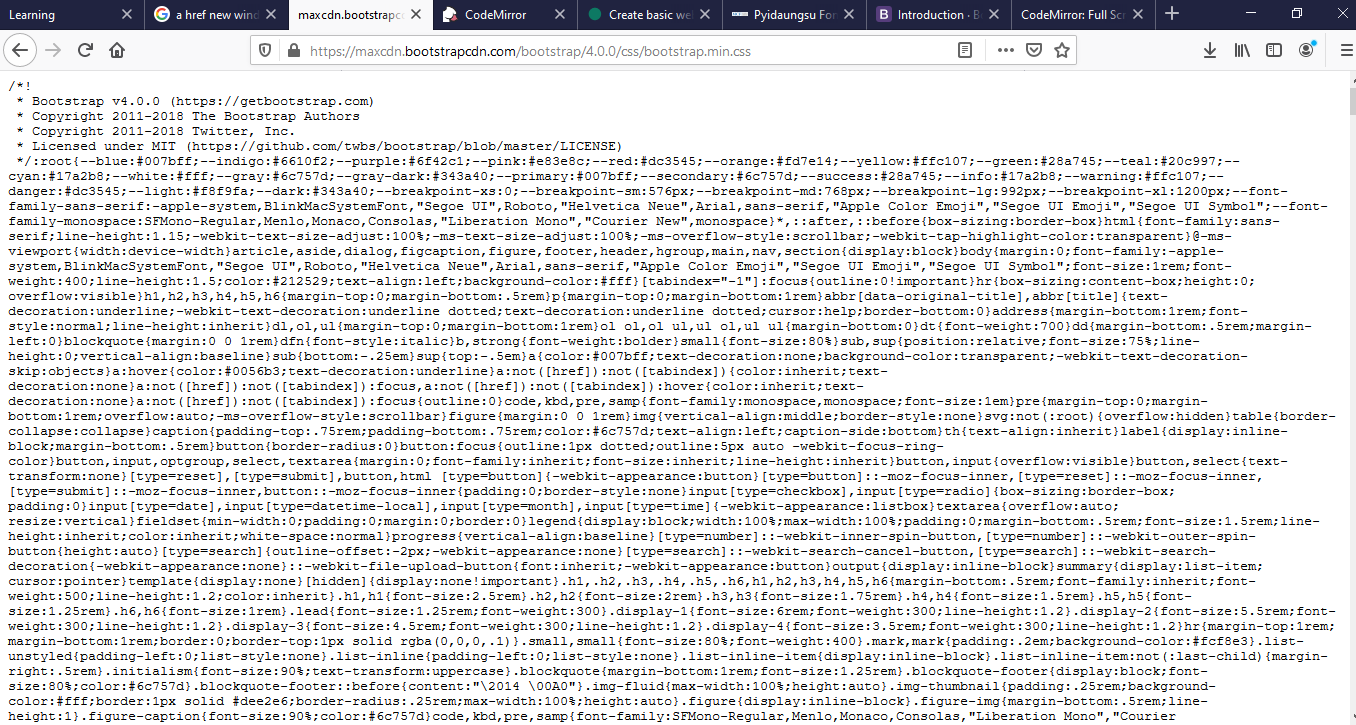 Learning
a href new wind
maxcdn.bootstrapc
CodeMirror
Create basic we
Pyidaungsu Fon
Introduction · B
CodeMirror: Full Scr
https://maxcdn.bootstrapcdn.com/bootstrap/4.0.0/css/bootstrap.min.css
/*!
* Bootstrap v4.0.0 (https://getbootstrap.com)
* Copyright 2011-2018 The Bootstrap Authors
* Copyright 2011-2018 Twitter, Inc.
* Licensed under MIT (https://github.com/twbs/bootstrap/blob/master/LICENSE)
*/:root{--blue:#007bff;--indigo:#6610f2;--purple:#6f42c1;--pink:#e83e8c;--red:#dc3545;--orange:#fd7e14;--yellow:#ffc107;--green:#28a745;--teal:#20c997;--
cyan:#17a2b8;--white:#fff;--gray:#6c757d;--gray-dark:#343a40;--primary:#007bff;--secondary:#6c757d;--success:#28a745;--info:#17a2b8;--warning:#ffc107;--
danger:#dc3545;--light:#f8f9fa;--dark:#343a40;--breakpoint-xs:0;--breakpoint-sm:576px;--breakpoint-md:768px;--breakpoint-lg:992px;--breakpoint-xl:1200px;--font-
family-sans-serif:-apple-system,BlinkMacSystemFont,"Segoe UI",Roboto,"Helvetica Neue",Arial,sans-serif,"Apple Color Emoji","Segoe UI Emoji","Segoe UI Symbol";--font-
family-monospace:SFMono-Regular,Menlo,Monaco,Consolas,"Liberation Mono","Courier New",monospace}*,::after,::before{box-sizing:border-box}html{font-family:sans-
serif;line-height:1.15;-webkit-text-size-adjust:100%;-ms-text-size-adjust:100%;-ms-overflow-style:scrollbar;-webkit-tap-highlight-color:transparent}@-ms-
viewport{width:device-width}article,aside,dialog,figcaption,figure,footer,header,hgroup,main,nav,section{display:block}body{margin:0;font-family:-apple-
system,BlinkMacSystemFont,"Segoe UI",Roboto,"Helvetica Neue",Arial,sans-serif,"Apple Color Emoji","Segoe UI Emoji","Segoe UI Symbol";font-size:1rem;font-
weight:400;line-height:1.5;color:#212529;text-align:left;background-color:#fff}[tabindex="-1"]:focus{outline:0!important}hr{box-sizing:content-box;height:0;
overflow:visible}h1,h2,h3,h4,h5,h6{margin-top:0;margin-bottom:.5rem}p{margin-top:0;margin-bottom:1rem}abbr[data-original-title],abbr[title]{text-
decoration:underline;-webkit-text-decoration:underline dotted;text-decoration:underline dotted;cursor:help;border-bottom:0}address{margin-bottom:1rem;font-
style:normal;line-height:inherit}dl,ol,ul{margin-top:0;margin-bottom:1rem}ol ol,ol ul,ul ol,ul ul{margin-bottom:0}dt{font-weight:700}dd{margin-bottom:.5rem;margin-
left:0}blockquote{margin:0 0 1rem}dfn{font-style:italic}b,strong{font-weight:bolder}small{font-size:80%}sub,sup{position:relative;font-size:75%;line-
height:0;vertical-align:baseline}sub{bottom:-.25em}sup{top:-.5em}a{color:#007bff;text-decoration:none;background-color:transparent;-webkit-text-decoration-
skip:objects}a:hover{color:#0056b3;text-decoration:underline}a:not([href]):not([tabindex]){color:inherit;text-
decoration:none}a:not([href]):not([tabindex]):focus,a:not([href]):not([tabindex]):hover{color:inherit;text-
decoration:none}a:not([href]):not([tabindex]):focus{outline:0}code,kbd,pre,samp{font-family:monospace,monospace;font-size:1em}pre{margin-top:0;margin-
bottom:1rem;overflow:auto;-ms-overflow-style:scrollbar}figure{margin:0 0 1rem}img{vertical-align:middle;border-style:none}svg:not(:root){overflow:hidden}table{border-
collapse:collapse}caption{padding-top:.75rem;padding-bottom:.75rem;color:#6c757d;text-align:left;caption-side:bottom}th{text-align:inherit}label{display:inline-
block;margin-bottom:.5rem}button{border-radius:0}button:focus{outline:1px dotted;outline:5px auto -webkit-focus-ring-
color}button,input,optgroup,select,textarea{margin:0;font-family:inherit;font-size:inherit;line-height:inherit}button,input{overflow:visible}button,select{text-
transform:none}[type=reset],[type=submit],button,html [type=button]{-webkit-appearance:button}[type=button]::-moz-focus-inner,[type=reset]::-moz-focus-inner,
[type=submit]::-moz-focus-inner,button::-moz-focus-inner{padding:0;border-style:none}input[type=checkbox],input[type=radio]{box-sizing:border-box;
padding:0}input[type=date],input[type=datetime-local],input[type=month],input[type=time]{-webkit-appearance:listbox}textarea{overflow:auto;
resize:vertical}fieldset{min-width:0;padding:0;margin:0;border:0}legend{display:block;width:100%;max-width:100%;padding:0;margin-bottom:.5rem;font-size:1.5rem;line-
height:inherit;color:inherit;white-space:normal}progress{vertical-align:baseline}[type=number]::-webkit-inner-spin-button,[type=number]::-webkit-outer-spin-
button{height:auto}[type=search]{outline-offset:-2px;-webkit-appearance:none}[type=search]::-webkit-search-cancel-button,[type=search]::-webkit-search-
decoration{-webkit-appearance:none}::-webkit-file-upload-button{font:inherit;-webkit-appearance:button}output{display:inline-block}summary{display:list-item;
cursor:pointer}template{display:none}[hidden]{display:none!important}.h1,.h2,.h3,.h4,.h5,.h6,h1,h2,h3,h4,h5,h6{margin-bottom:.5rem;font-family:inherit;font-
weight:500;line-height:1.2;color:inherit}.h1,h1{font-size:2.5rem}.h2,h2{font-size:2rem}.h3,h3{font-size:1.75rem}.h4,h4{font-size:1.5rem}.h5,h5{font-
size:1.25rem}.h6,h6{font-size:1rem}.lead{font-size:1.25rem;font-weight:300}.display-1{font-size:6rem;font-weight:300;line-height:1.2}.display-2{font-size:5.5rem;font-
weight:300;line-height:1.2}.display-3{font-size:4.5rem;font-weight:300;line-height:1.2}.display-4{font-size:3.5rem;font-weight:300;line-height:1.2}hr{margin-top:1rem;
margin-bottom:1rem;border:0;border-top:1px solid rgba(0,0,0,.1)}.small,small{font-size:80%;font-weight:400}.mark,mark{padding:.2em;background-color:#fcf8e3}.list-
unstyled{padding-left:0;list-style:none}.list-inline{padding-left:0;list-style:none}.list-inline-item{display:inline-block}.list-inline-item:not(:last-child){margin-
right:.5rem}.initialism{font-size:90%;text-transform:uppercase}.blockquote{margin-bottom:1rem;font-size:1.25rem}.blockquote-footer{display:block;font-
size:80%;color:#6c757d}.blockquote-footer::before{content:"\2014 \00A0"}.img-fluid{max-width:100%;height:auto}.img-thumbnail{padding:.25rem;background-
color:#fff;border:1px solid #dee2e6;border-radius:.25rem;max-width:100%;height:auto}.figure{display:inline-block}.figure-img{margin-bottom:.5rem;line-
height:1}.figure-caption{font-size:90%;color:#6c757d}code,kbd,pre,samp{font-family:SFMono-Regular,Menlo,Monaco,Consolas,"Liberation Mono","Courier